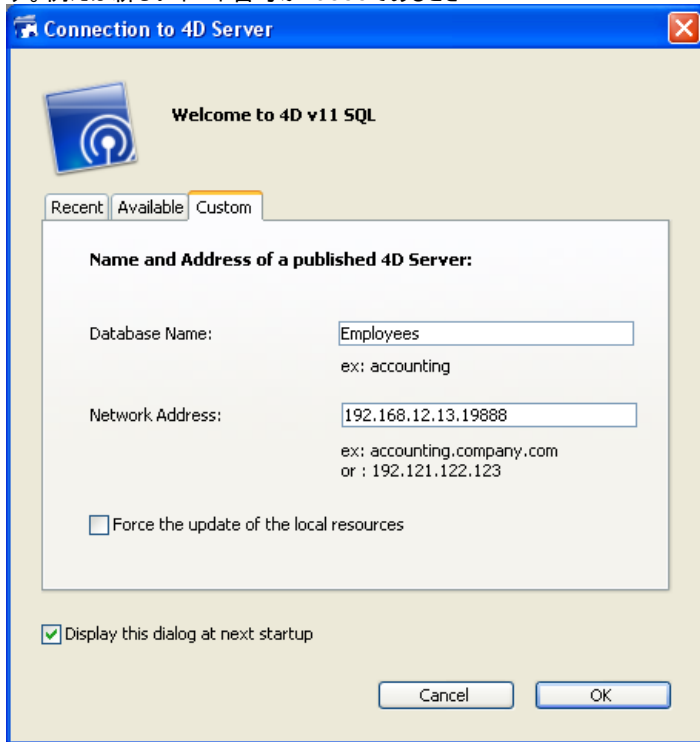 Connection to 4D Server
Welcome to 4D v11 SQL
Recent Available Custom
Name and Address of a published 4D Server:
Database Name: Employees
ex: accounting
Network Address: 192.168.12.13.19888
ex: accounting.company.com
or : 192.121.122.123
Force the update of the local resources
Display this dialog at next startup
Cancel OK